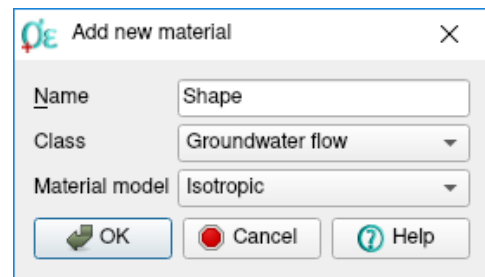 Add new material
Name Shape
Class Groundwater flow
Material model Isotropic
OK Cancel Help